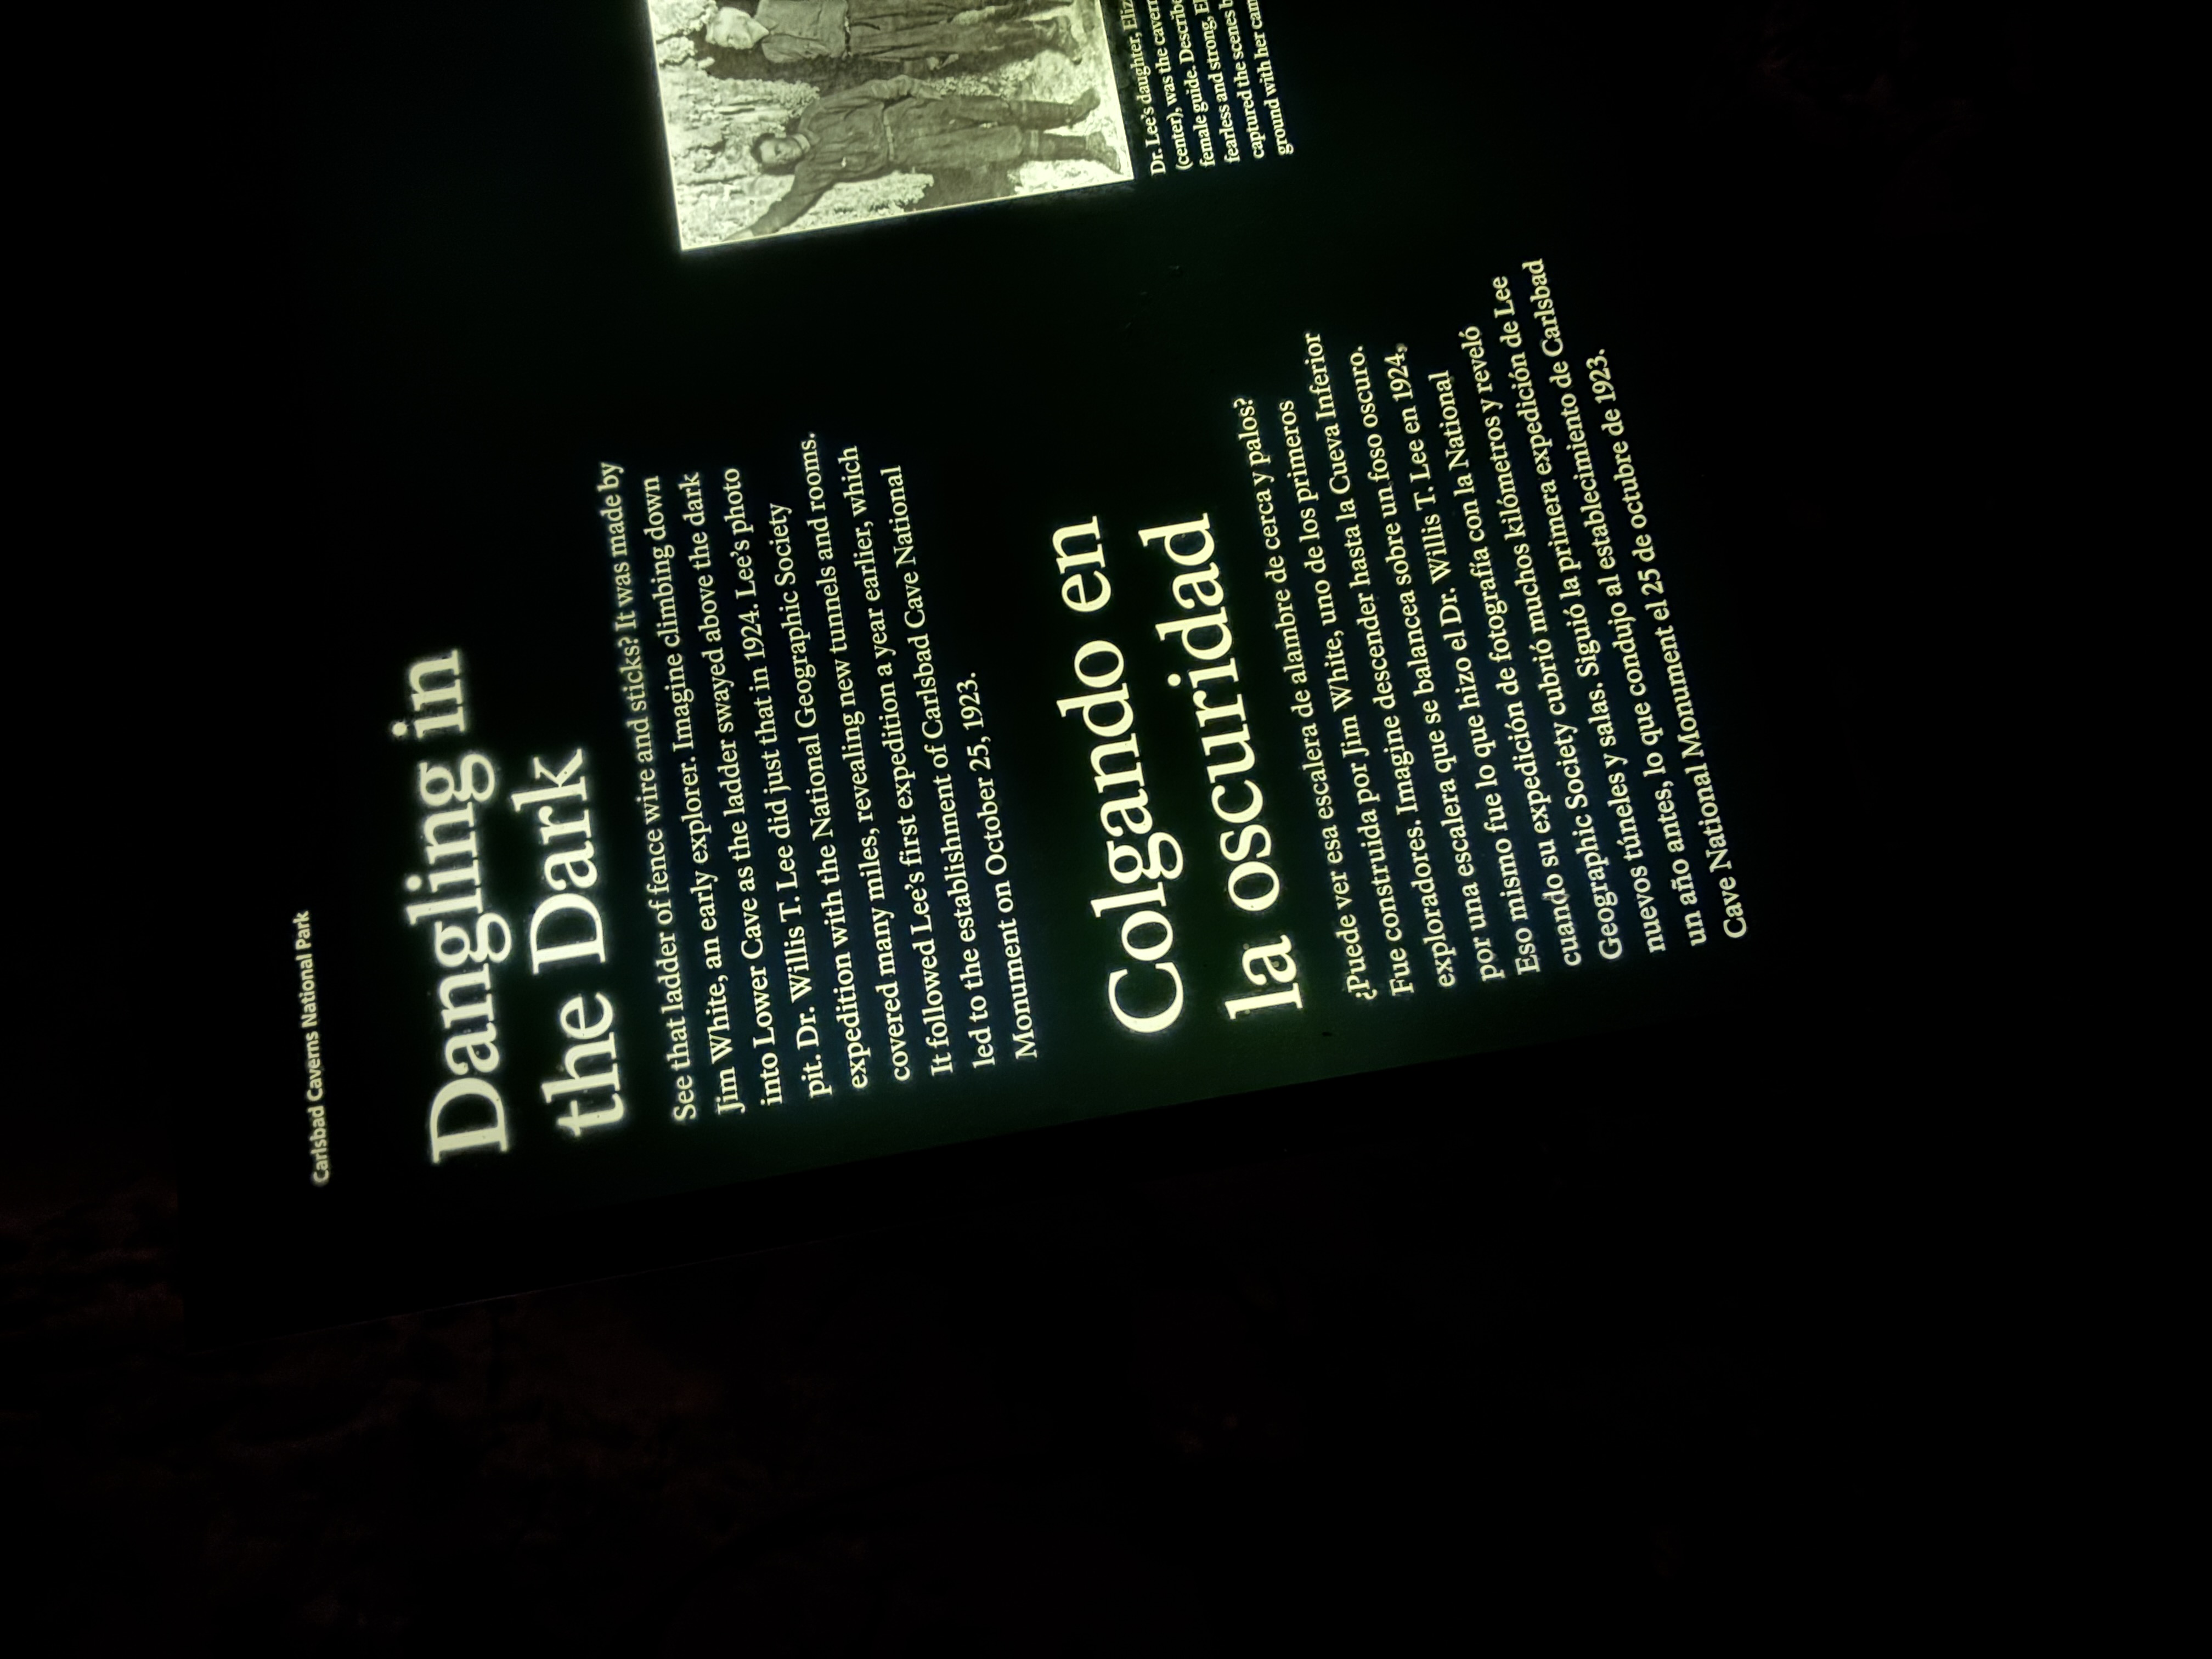 Carlsbad Caverns National Park
Dangling in
the Dark
See that ladder of fence wire and sticks? It was made by
Jim White, an early explorer. Imagine climbing down
into Lower Cave as the ladder swayed above the dark
pit. Dr. Willis T. Lee did just that in 1924. Lee's photo
expedition with the National Geographic Society
covered many miles, revealing new tunnels and rooms.
It followed Lee's first expedition a year earlier, which
led to the establishment of Carlsbad Cave National
Monument on October 25, 1923.
Colgando en
la oscuridad
¿Puede ver esa escalera de alambre de cerca y palos?
Fue construida por Jim White, uno de los primeros
exploradores. Imagine descender hasta la Cueva Inferior
por una escalera que se balancea sobre un foso oscuro.
Eso mismo fue lo que hizo el Dr. Willis T. Lee en 1924,
cuando su expedición de fotografía con la National
Geographic Society cubrió muchos kilómetros y reveló
nuevos túneles y salas. Siguió la primera expedición de Lee
un año antes, lo que condujo al establecimiento de Carlsbad
Cave National Monument el 25 de octubre de 1923.
Dr. Lee's daughter,
(center), was the
female guide.
fearless and strong,
captured the scenes
ground with her